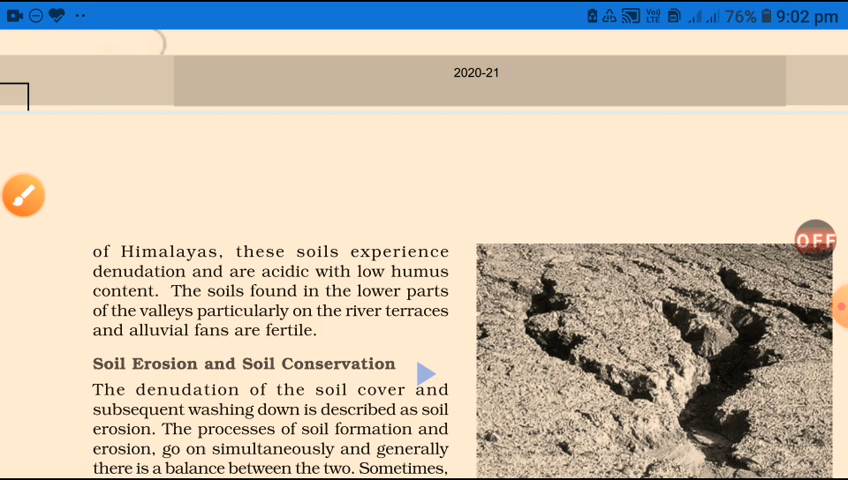 Vo) 76% 9:02 pm
LTE
2020-21
OFF
of Himalayas, these soils experience
denudation and are acidic with low humus
content. The soils found in the lower parts
of the valleys particularly on the river terraces
and alluvial fans are fertile.
Soil Erosion and Soil Conservation
The denudation of the soil cover and
subsequent washing down is described as soil
erosion. The processes of soil formation and
erosion, go on simultaneously and generally
there is a balance between the two. Sometimes,